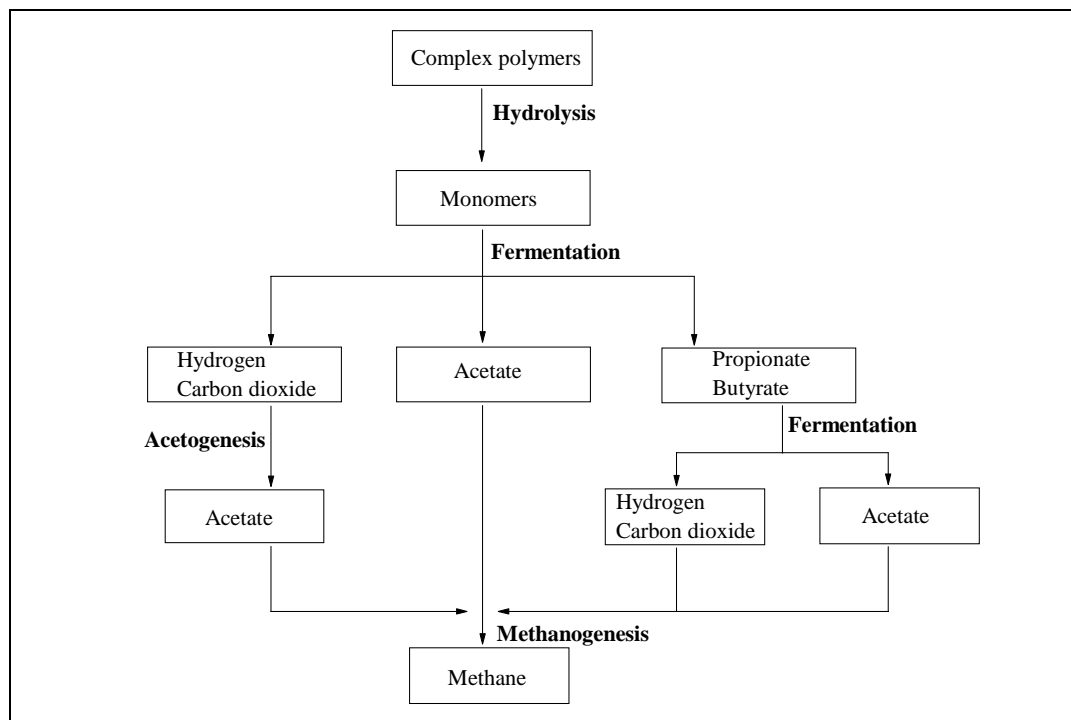 Complex polymers
Hydrolysis
Monomers
Fermentation
Hydrogen
Carbon dioxide
Acetate
Propionate
Butyrate
Acetogenesis
Fermentation
Acetate
Hydrogen
Carbon dioxide
Acetate
Methanogenesis
Methane